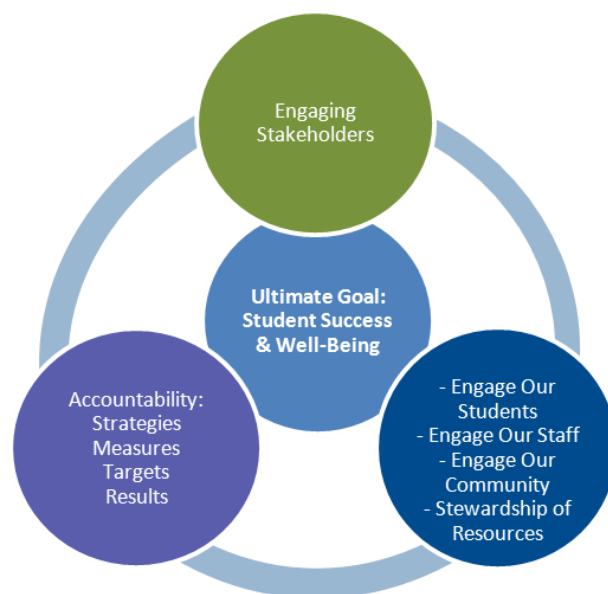 Engaging
Stakeholders
Ultimate Goal:
Student Success
& Well-Being
Accountability:
Strategies
Measures
Targets
Results
- Engage Our
Students
- Engage Our Staff
- Engage Our
Community
- Stewardship of
Resources